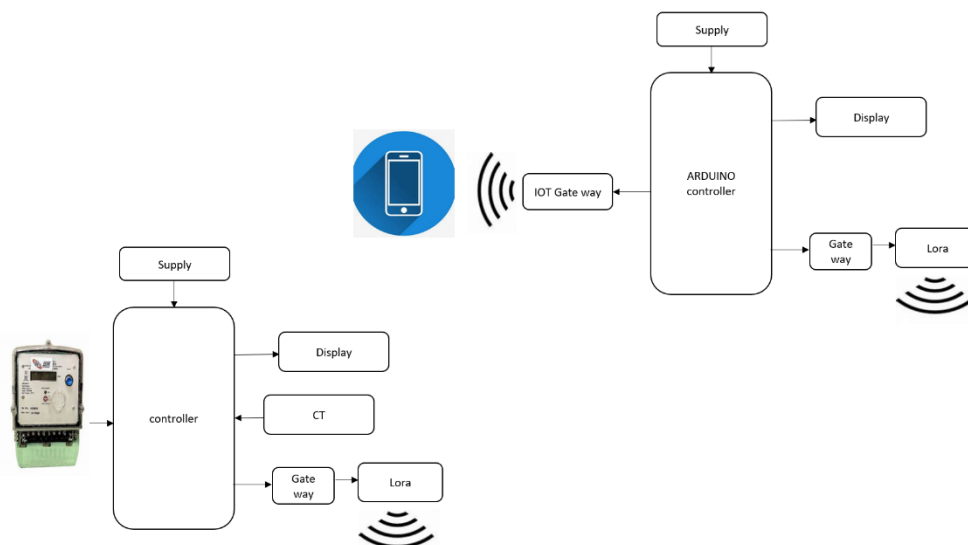 Supply
Display
ARDUINO
controller
IOT Gate way
Gate
way
Lora
Supply
Display
controller
CT
Gate
way
Lora